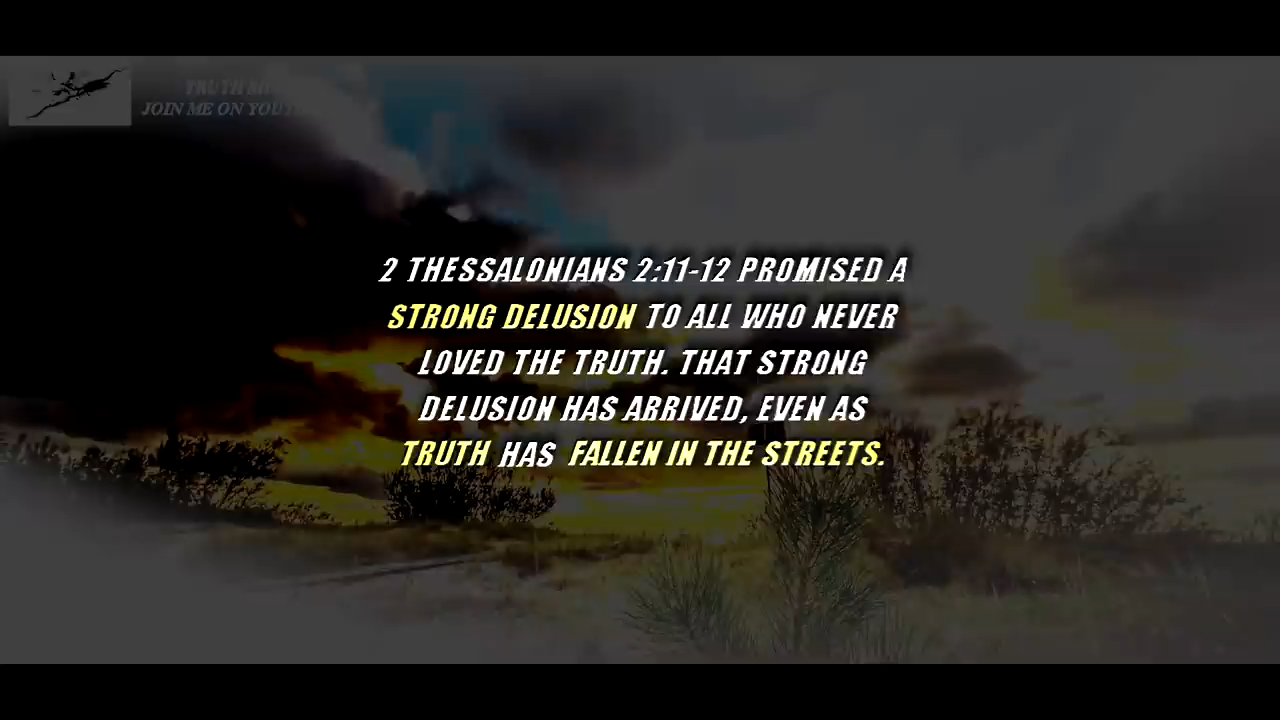 TRUTH
JOIN ME ON
2 THESSALONIANS 2:11-12 PROMISED A
STRONG DELUSION TO ALL WHO NEVER
LOVED THE TRUTH. THAT STRONG
DELUSION HAS ARRIVED, EVEN AS
TRUTH HAS FALLEN IN THE STREETS.